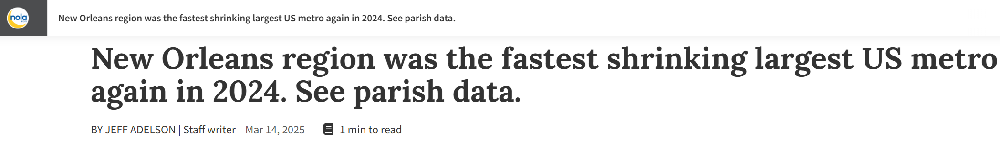 nola
.com
New Orleans region was the fastest shrinking largest US metro again in 2024. See parish data.
New Orleans region was the fastest shrinking largest US metro
again in 2024. See parish data.
BY JEFF ADELSON | Staff writer Mar 14, 2025 1 min to read